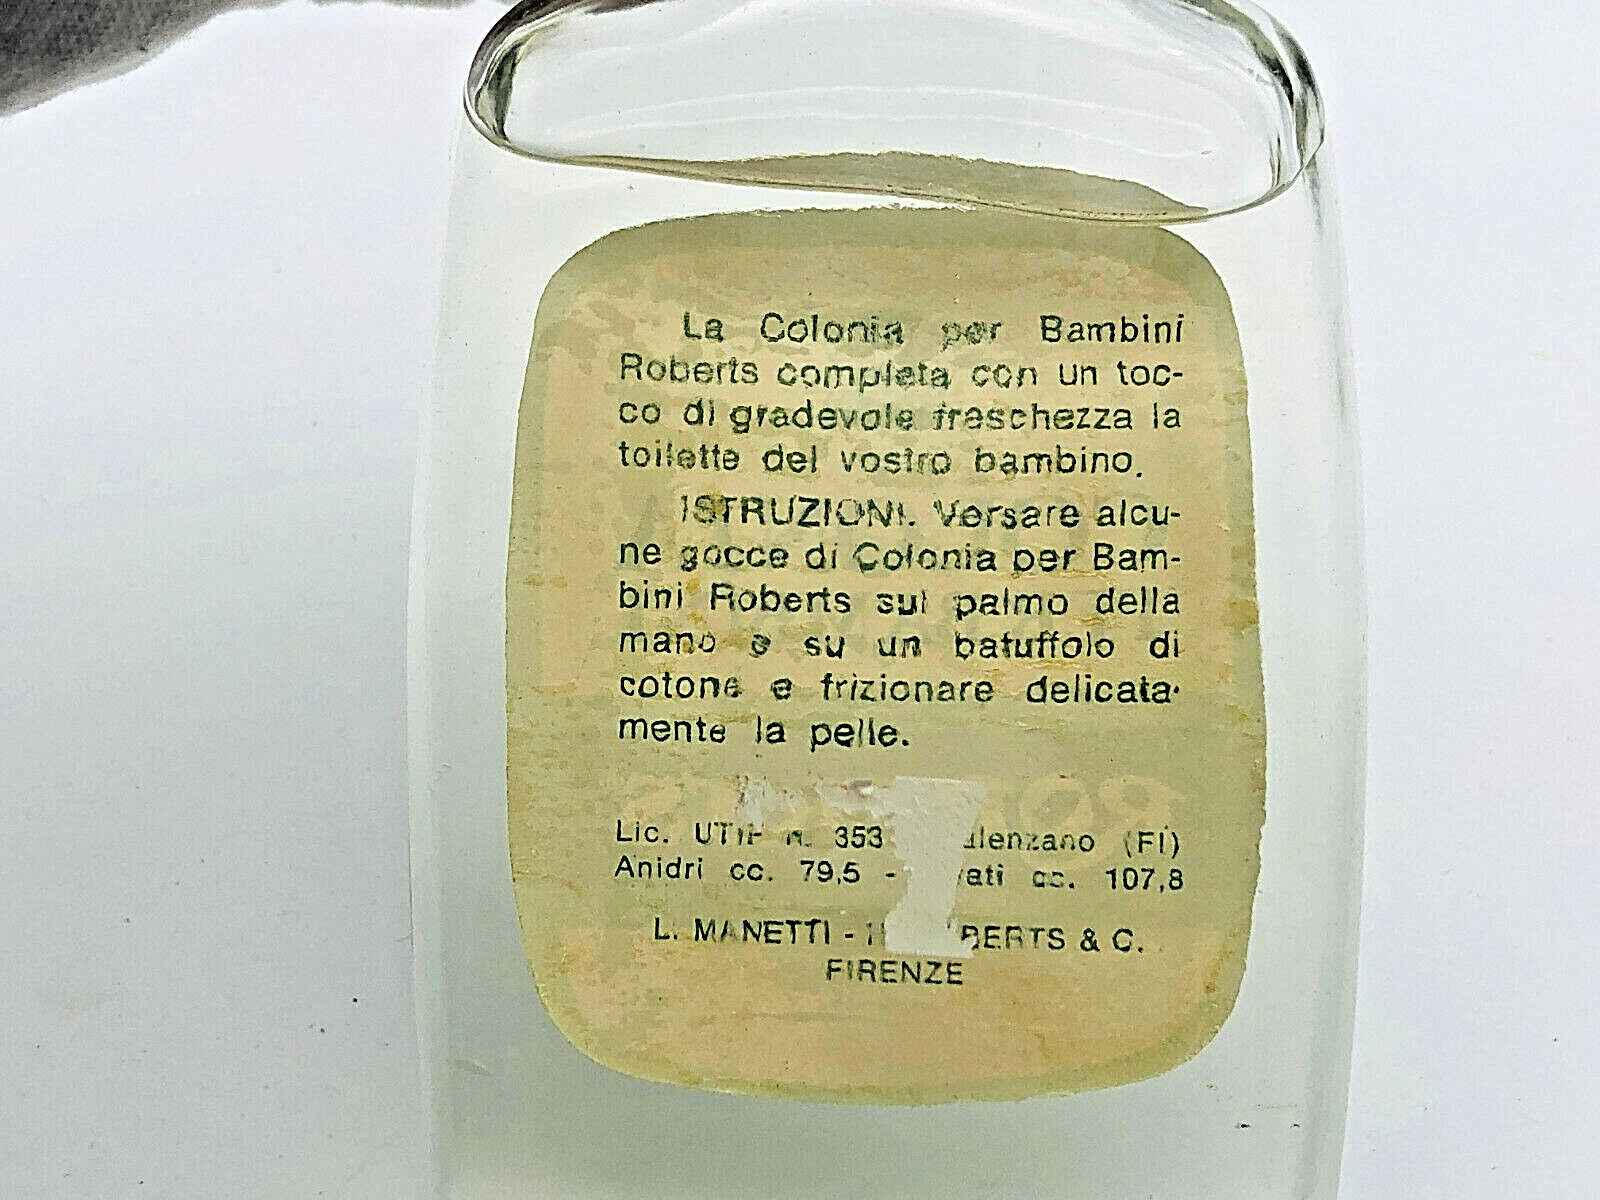 La Colonia per Bambini
Roberts completa con un toc-
co di gradevole freschezza la
toilette del vostro bambino.
ISTRUZIONI. Versare alcu-
ne gocce di Colonia per Bam-
bini Roberts sul palmo della
mano o su un batuffolo di
cotone e frizionare delicata-
mente la pelle.
Lic. UTIF n. 353 (FI)
Anidri cc. 79,5 - cc. 107,8
L. MANETTI - & C.
FIRENZE